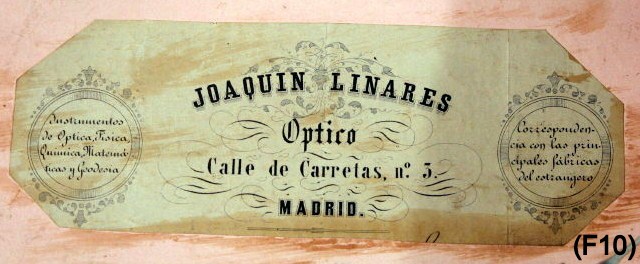 JOAQUIN LINARES
Optico
Calle de Carretas, nº 3.
MADRID.
Instrumentos
de Optica, Fisica,
Quimica, Matemá
ticas y Geodesia
Corresponden-
cia con las prin-
cipales fábricas
del estrangero
(F10)